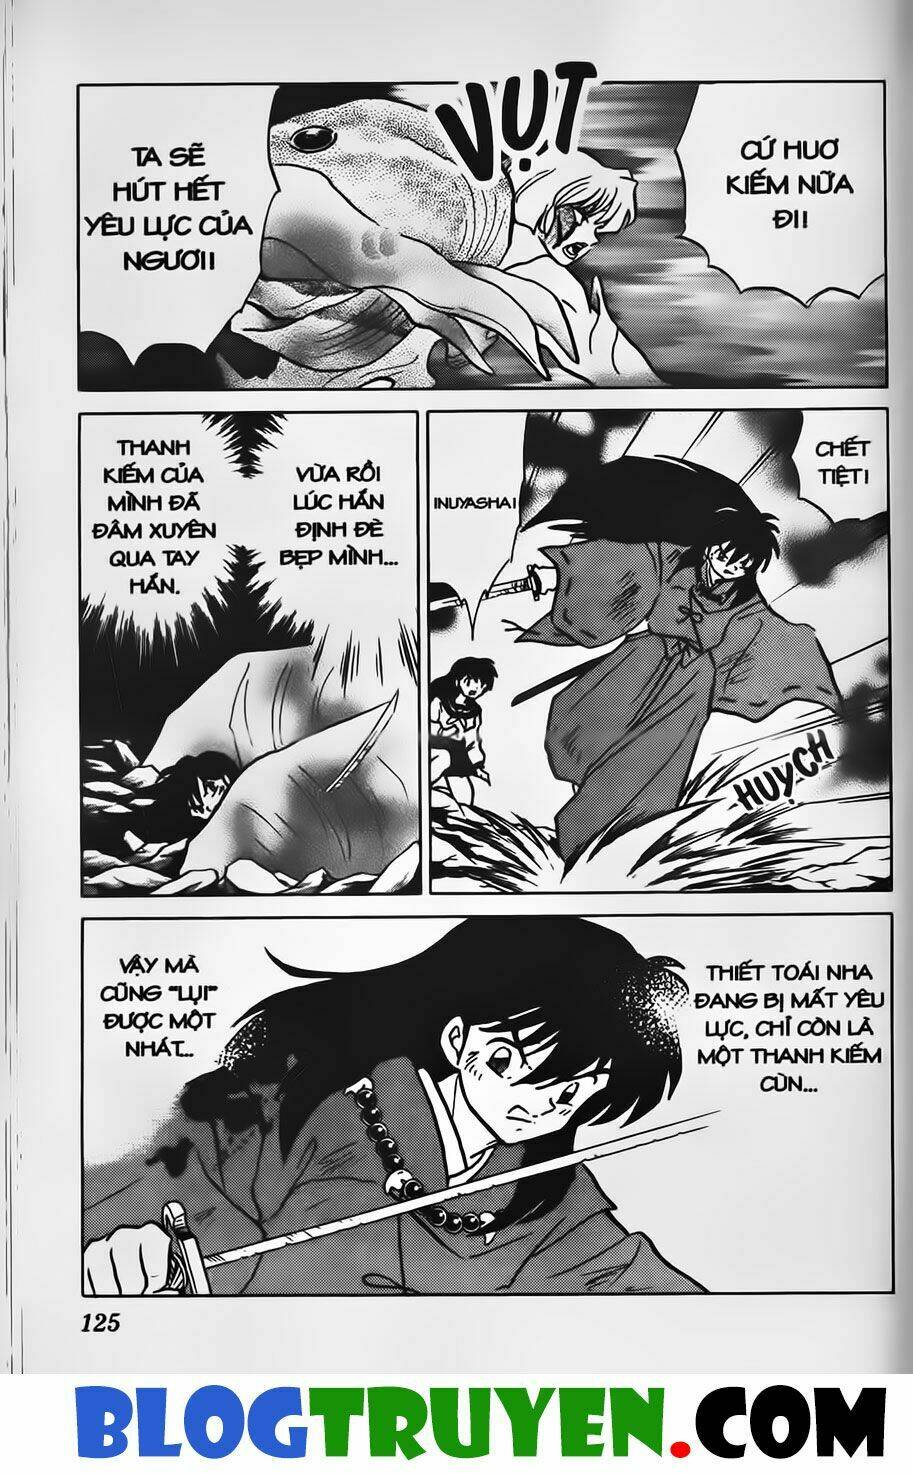 CỨ HUƠ
KIẾM NỮA
ĐI!
VỤT
TA SẼ
HÚT HẾT
YÊU LỰC CỦA
NGƯƠI!
CHẾT
TIỆT!
INUYASHA!
HUỴCH
VỪA RỒI
LÚC HẮN
ĐỊNH ĐÈ
BẸP MÌNH...
THANH
KIẾM CỦA
MÌNH ĐÃ
ĐÂM XUYÊN
QUA TAY
HẮN.
THIẾT TOÁI NHA
ĐANG BỊ MẤT YÊU
LỰC, CHỈ CÒN LÀ
MỘT THANH KIẾM
CÙN...
VẬY MÀ
CŨNG "LỤI"
ĐƯỢC MỘT
NHÁT...
125
BLOGTRUYEN.COM